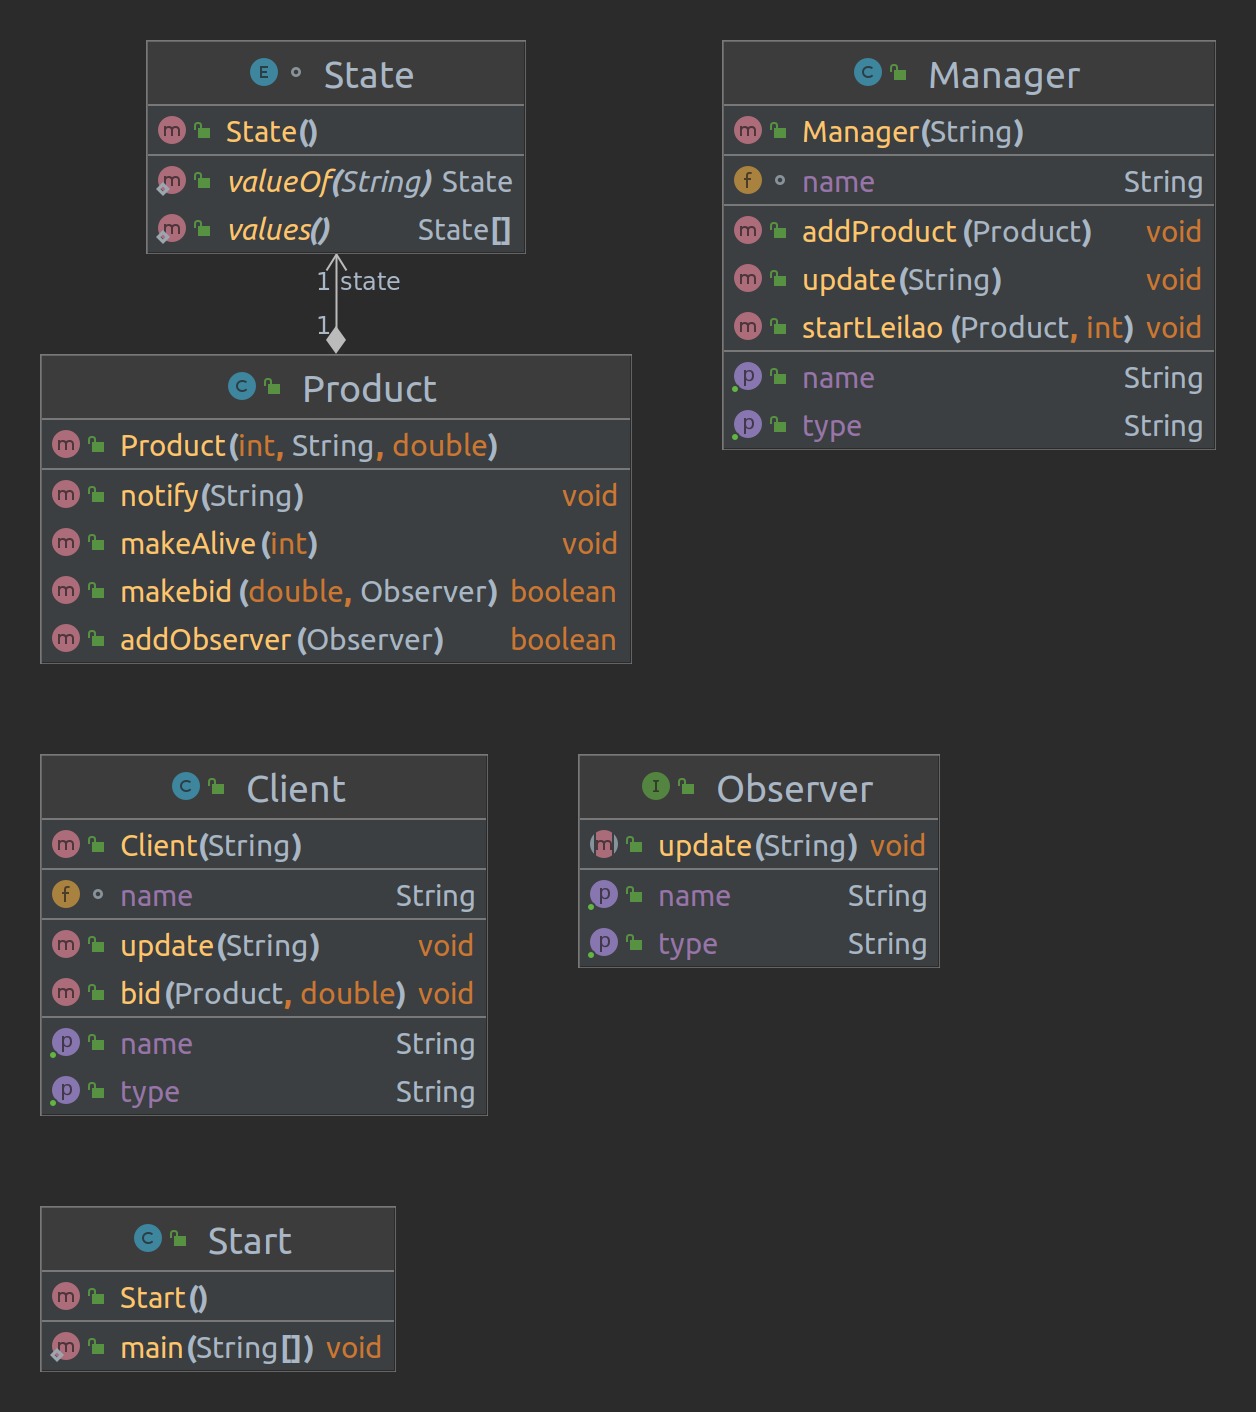 E State
m State()
m valueOf(String) State
m values() State[]
1 state
1
C Product
m Product(int, String, double)
m notify(String) void
m makeAlive(int) void
m makebid(double, Observer) boolean
m addObserver(Observer) boolean
C Manager
m Manager(String)
f name String
m addProduct(Product) void
m update(String) void
m startLeilao(Product, int) void
p name String
p type String
C Client
m Client(String)
f name String
m update(String) void
m bid(Product, double) void
p name String
p type String
I Observer
m update(String) void
p name String
p type String
C Start
m Start()
m main(String[]) void